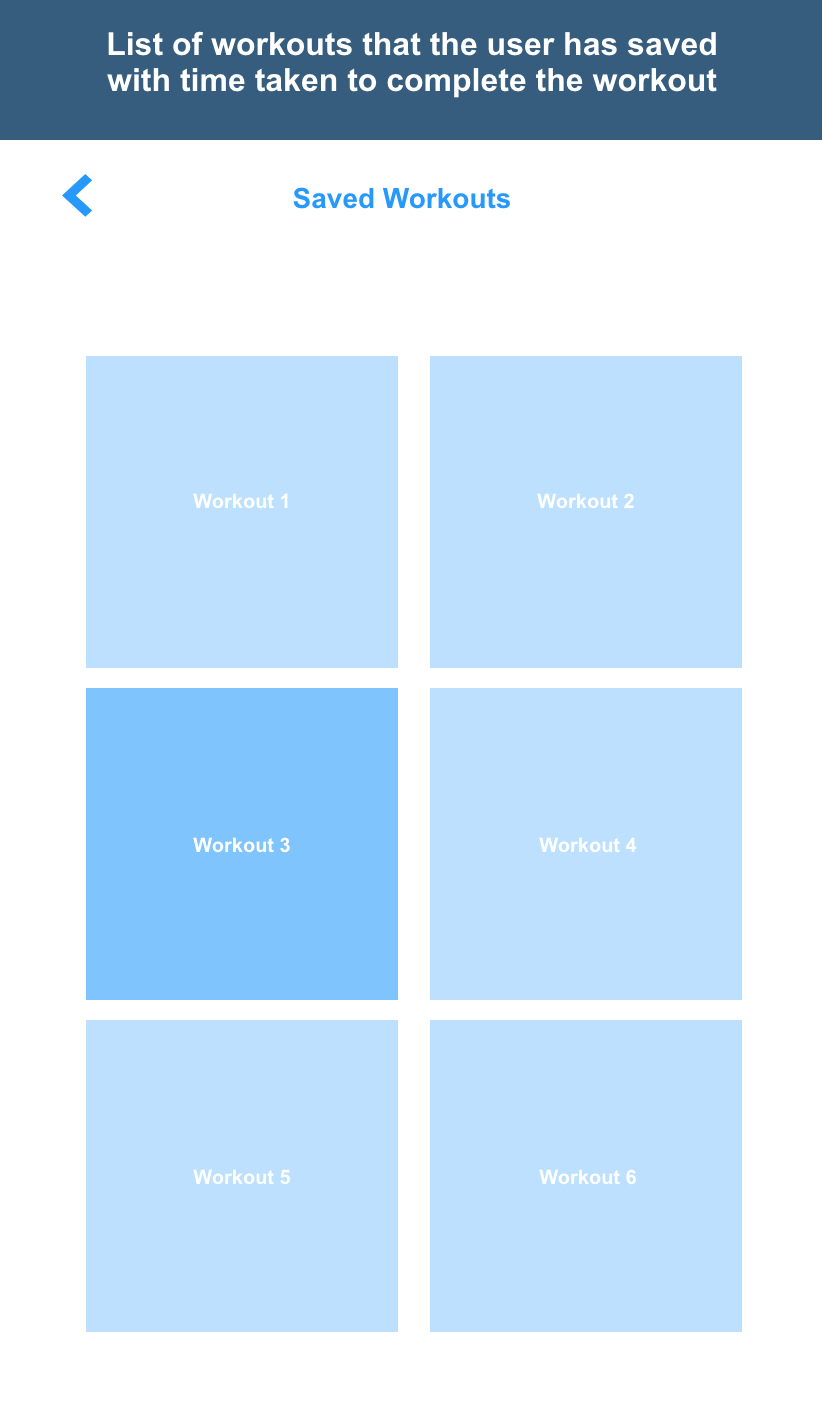 List of workouts that the user has saved
with time taken to complete the workout
Saved Workouts
Workout 1
Workout 2
Workout 3
Workout 4
Workout 5
Workout 6